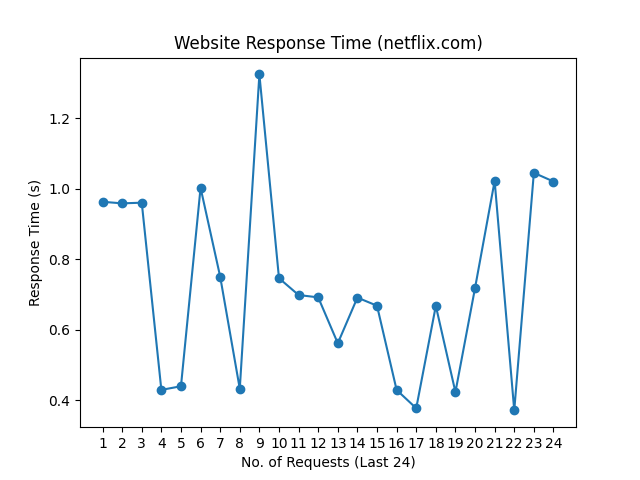 Website Response Time (netflix.com)
Response Time (s)
1.2
1.0
0.8
0.6
0.4
1 2 3 4 5 6 7 8 9 10 11 12 13 14 15 16 17 18 19 20 21 22 23 24
No. of Requests (Last 24)